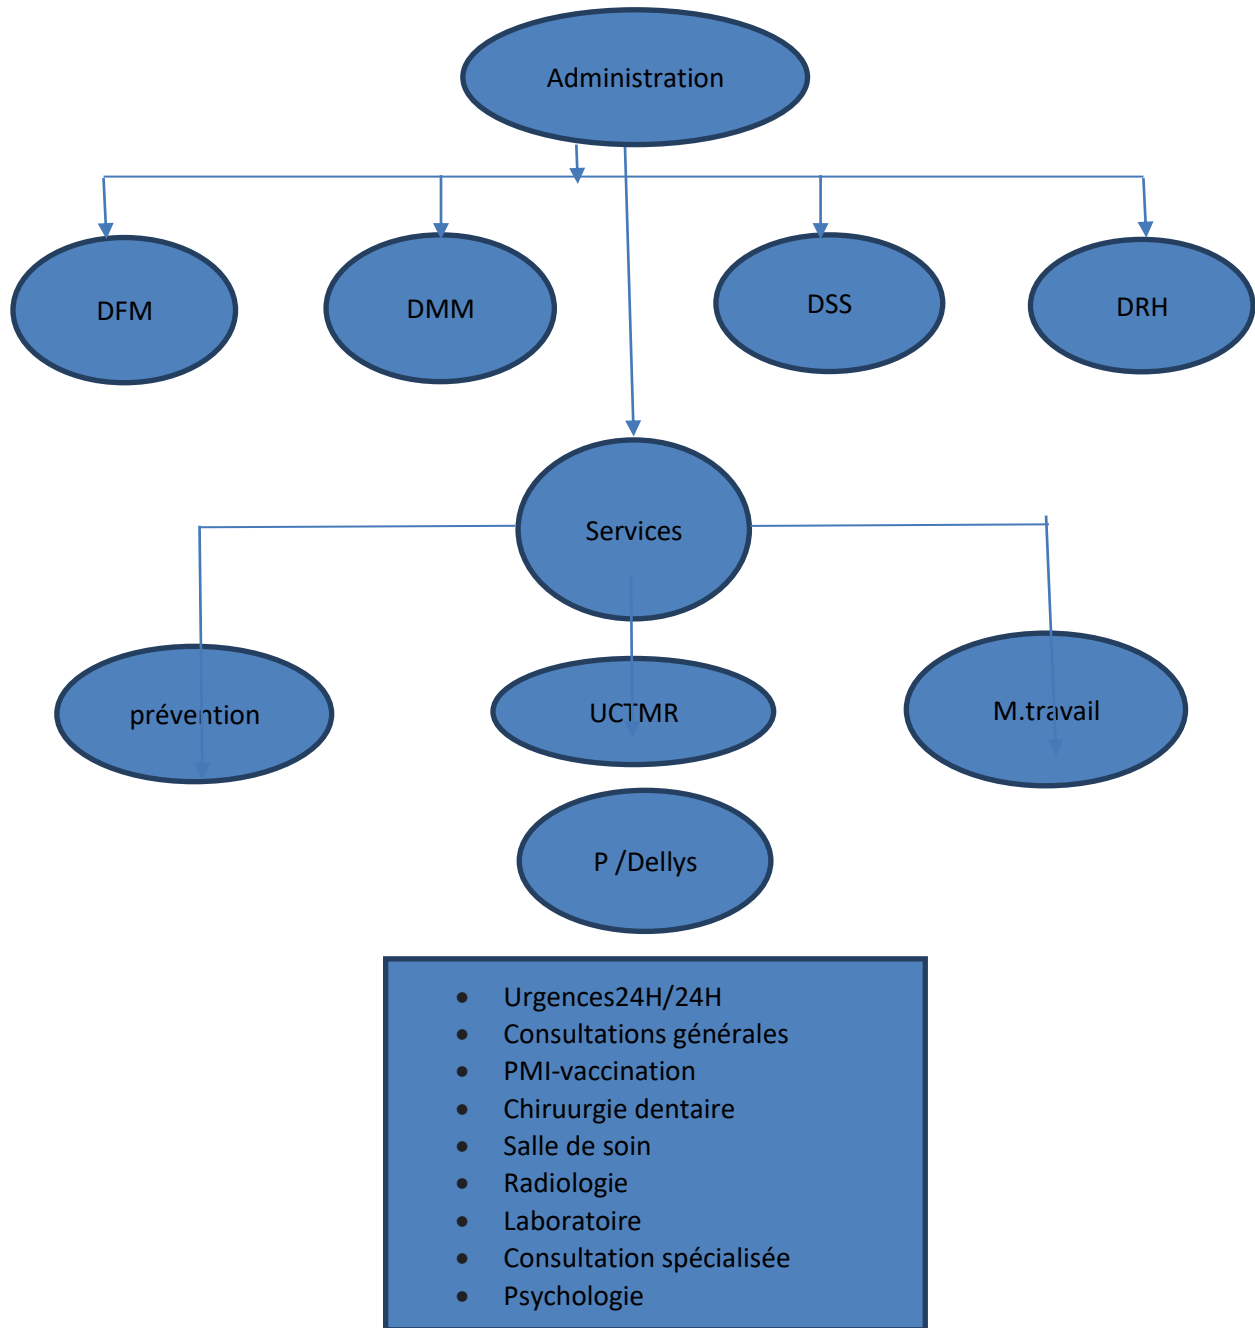 Administration
DFM
DMM
DSS
DRH
Services
prévention
UCTMR
M.travail
P /Dellys
• Urgences24H/24H
• Consultations générales
• PMI-vaccination
• Chiruurgie dentaire
• Salle de soin
• Radiologie
• Laboratoire
• Consultation spécialisée
• Psychologie